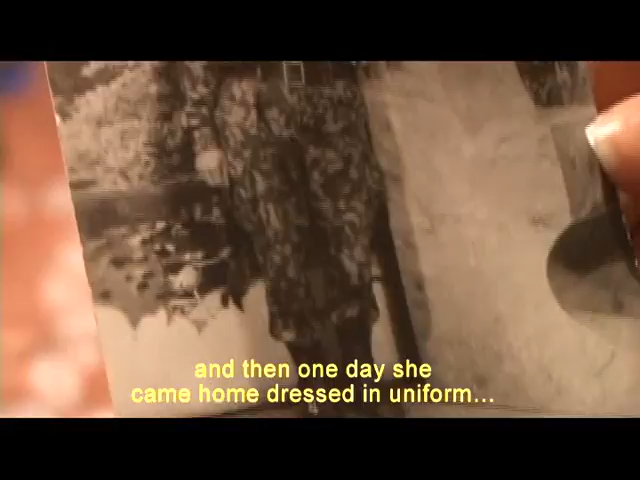 and then one day she
came home dressed in uniform...